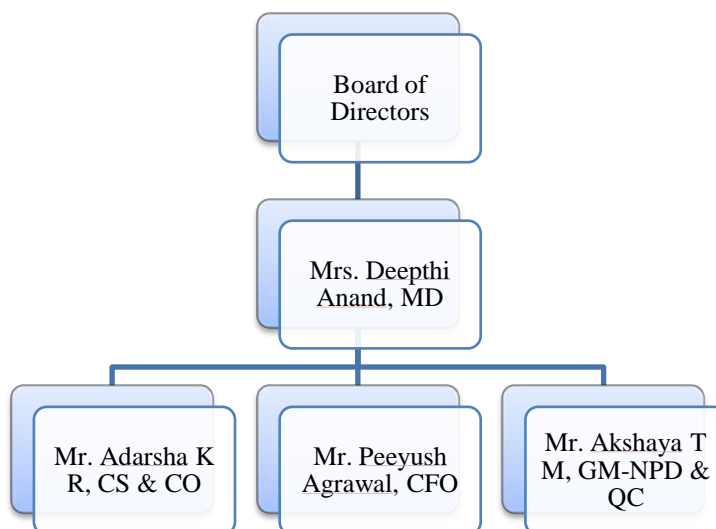 Board of
Directors
Mrs. Deepthi
Anand, MD
Mr. Adarsha K
R, CS & CO
Mr. Peeyush
Agrawal, CFO
Mr. Akshaya T
M, GM-NPD &
QC